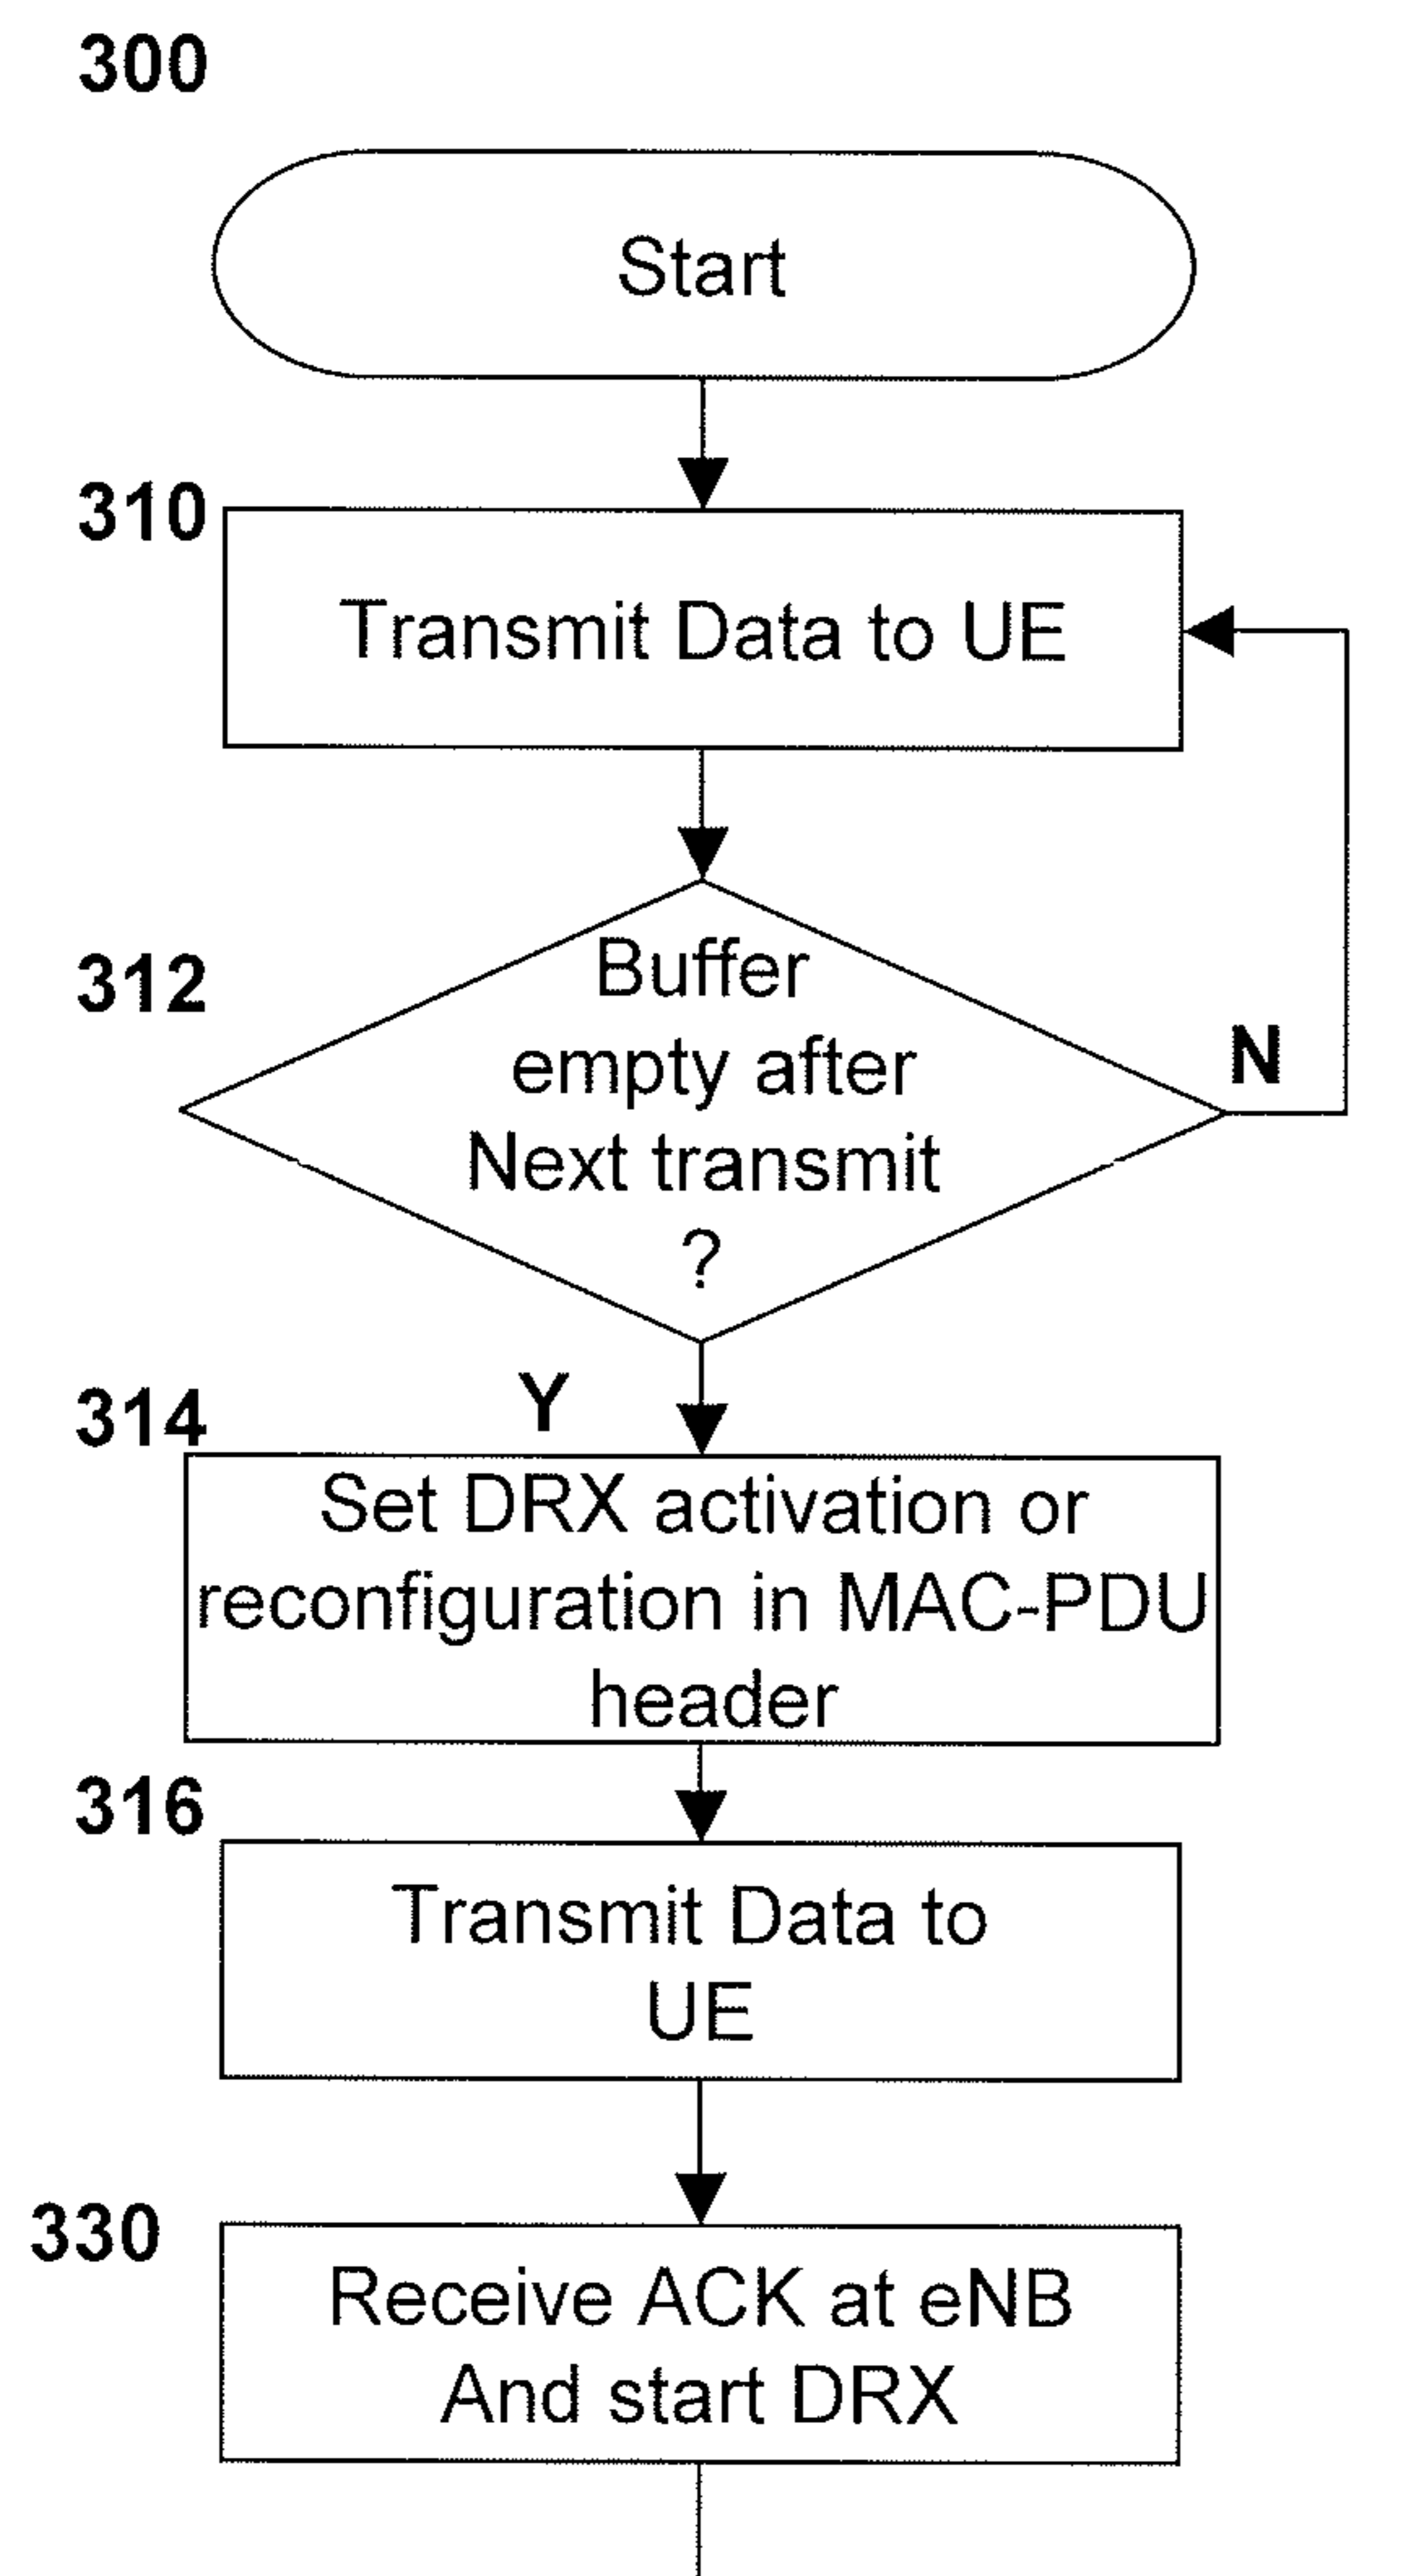 300
Start
310
Transmit Data to UE
312
Buffer
empty after
Next transmit
?
N
Y
314
Set DRX activation or
reconfiguration in MAC-PDU
header
316
Transmit Data to
UE
330
Receive ACK at eNB
And start DRX